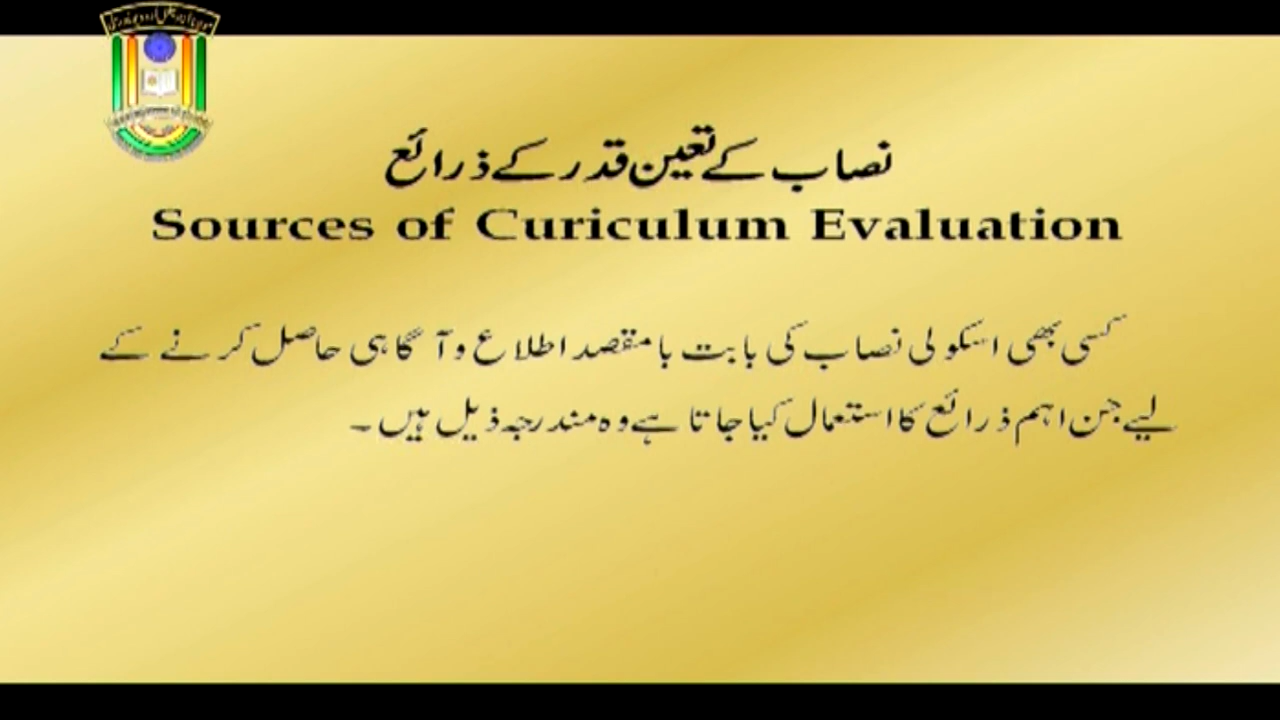 نصاب کے تعین قدر کے ذرائع
Sources of Curiculum Evaluation
کسی بھی اسکولی نصاب کی بابت بامقصد اطلاع و آگاہی حاصل کرنے کے
لیے جن اہم ذرائع کا استعمال کیا جاتا ہے وہ مندرجہ ذیل ہیں۔